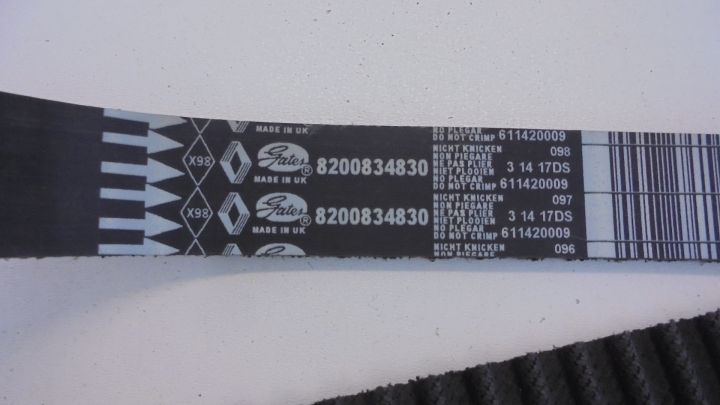 MADE IN UK
NO PLEGAR
DO NOT CRIMP 611420009
X98 Gates® 8200834830
MADE IN UK
NICHT KNICKEN 098
NON PIEGARE
NE PAS PLIER 3 14 17DS
NIET PLOOIEN
NO PLEGAR
DO NOT CRIMP 611420009
X98 Gates® 8200834830
MADE IN UK
NICHT KNICKEN 097
NON PIEGARE
NE PAS PLIER 3 14 17DS
NIET PLOOIEN
NO PLEGAR
DO NOT CRIMP 611420009
NICHT KNICKEN 096
NON PIEGARE